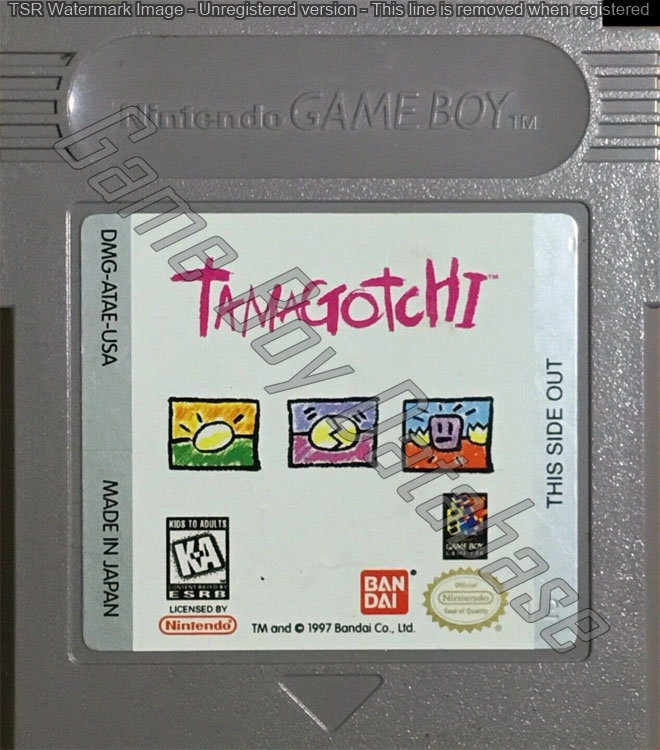 TSR Watermark Image - Unregistered version - This line is removed when registered
Nintendo GAME BOY TM
Game Boy Database
DMG-ATAE-USA
MADE IN JAPAN
TAMAGOTCHI™
THIS SIDE OUT
KIDS TO ADULTS
K-A
CONTENT RATED BY
ESRB
LICENSED BY
Nintendo
BAN
DAI
GAME BOY
Official
Nintendo
Seal of Quality
TM and © 1997 Bandai Co., Ltd.